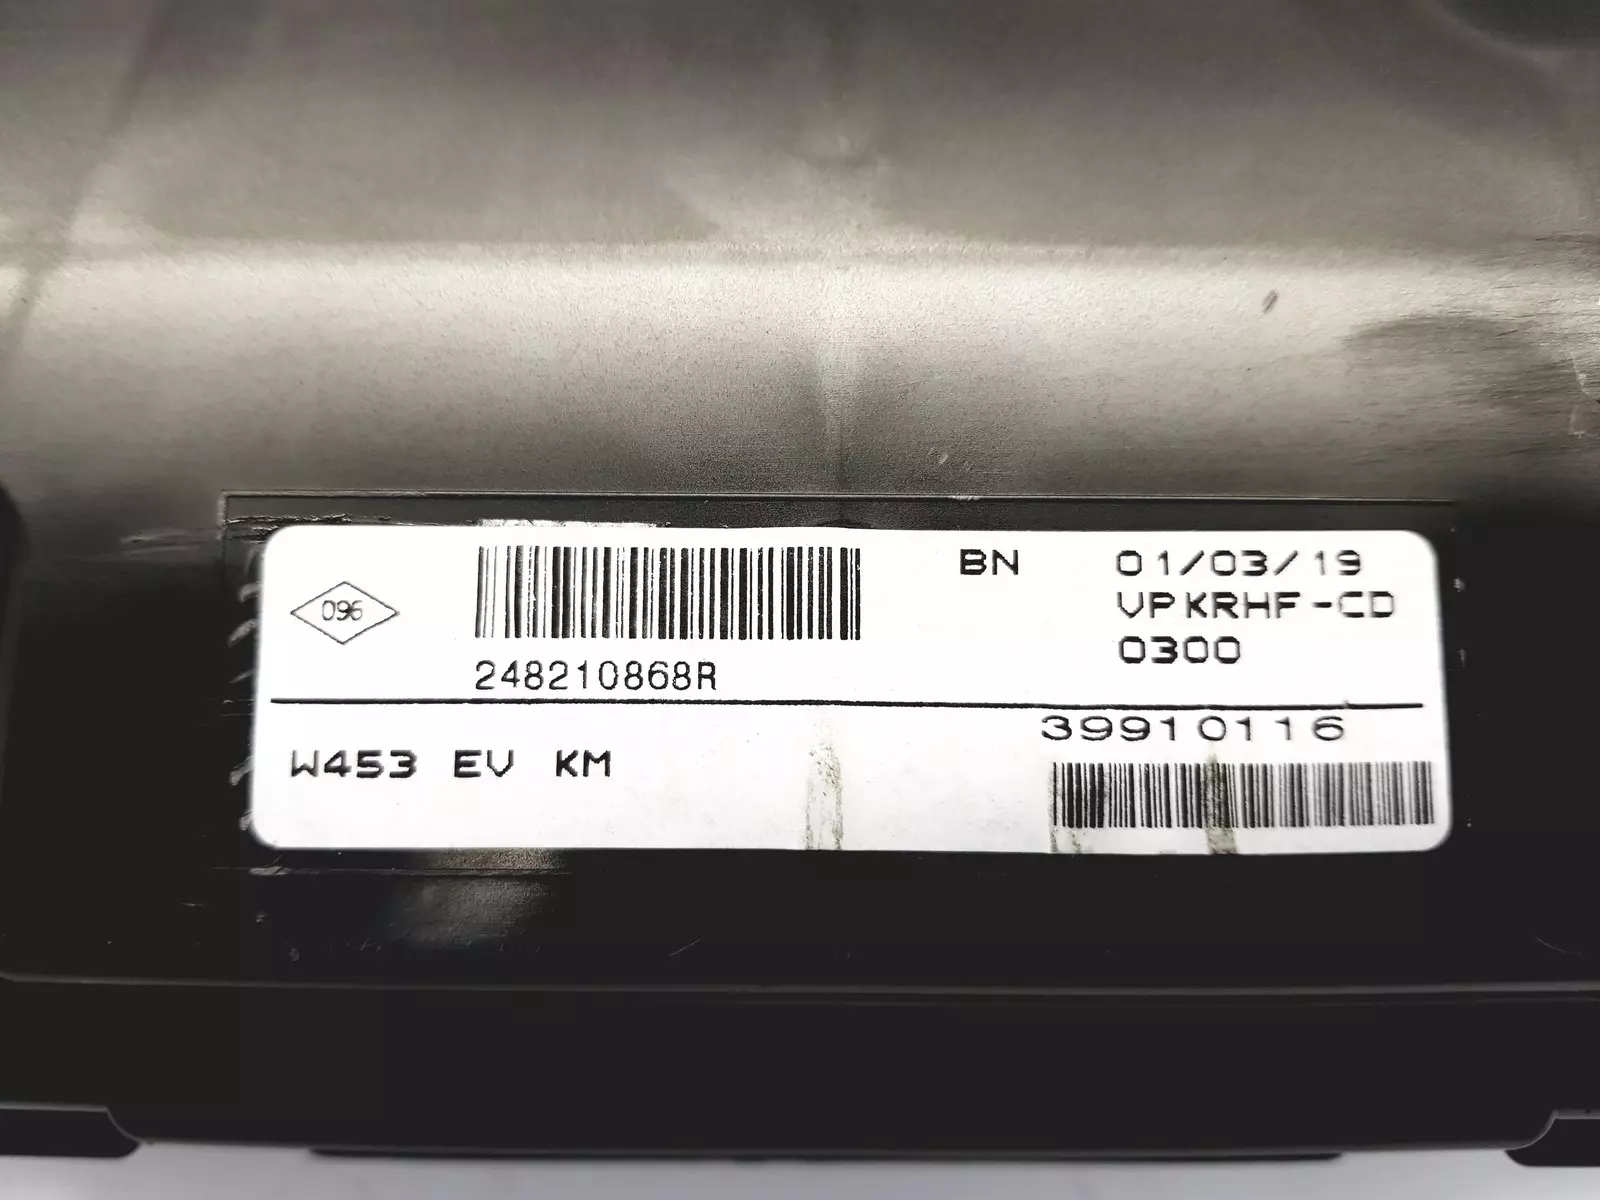 096
248210868R
BN
01/03/19
VPKRHF-CD
0300
39910116
W453 EV KM